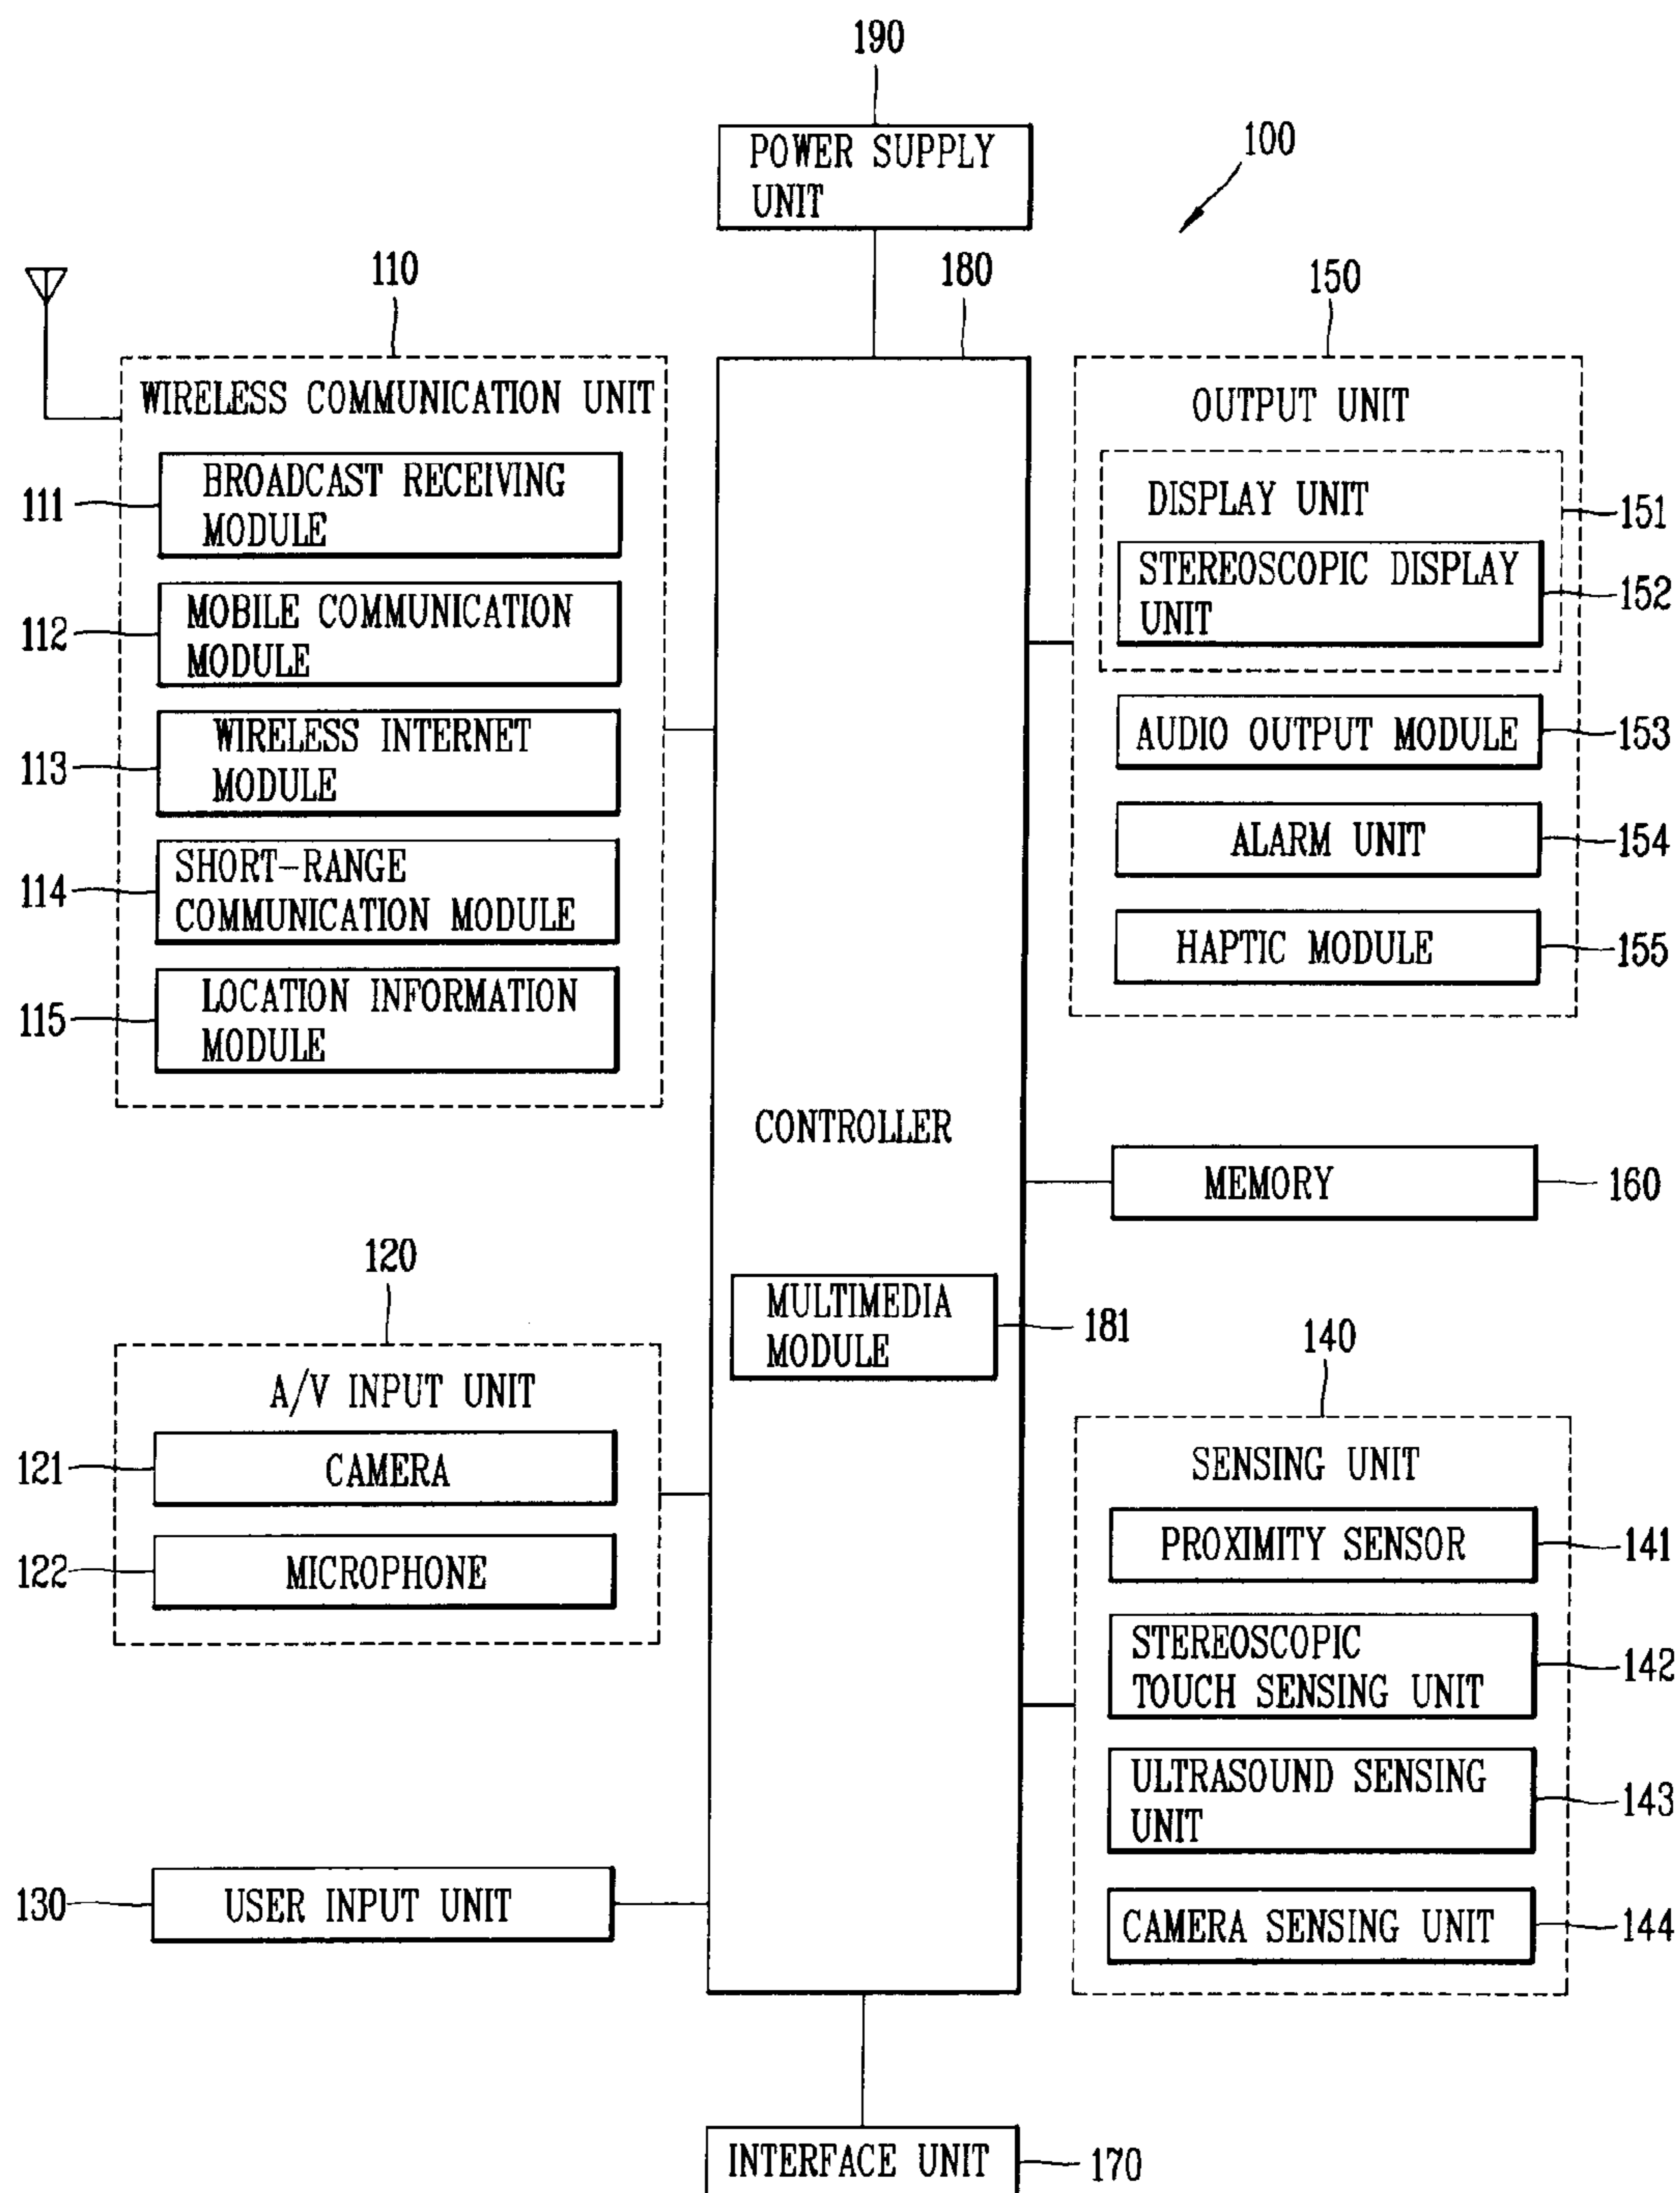 190
POWER SUPPLY
UNIT
100
110
180
150
WIRELESS COMMUNICATION UNIT
111
BROADCAST RECEIVING
MODULE
112
MOBILE COMMUNICATION
MODULE
113
WIRELESS INTERNET
MODULE
114
SHORT-RANGE
COMMUNICATION MODULE
115
LOCATION INFORMATION
MODULE
OUTPUT UNIT
DISPLAY UNIT
151
STEREOSCOPIC DISPLAY
UNIT
152
AUDIO OUTPUT MODULE
153
ALARM UNIT
154
HAPTIC MODULE
155
CONTROLLER
MEMORY
160
MULTIMEDIA
MODULE
181
120
A/V INPUT UNIT
121
CAMERA
122
MICROPHONE
140
SENSING UNIT
PROXIMITY SENSOR
141
STEREOSCOPIC
TOUCH SENSING UNIT
142
ULTRASOUND SENSING
UNIT
143
CAMERA SENSING UNIT
144
130
USER INPUT UNIT
INTERFACE UNIT
170